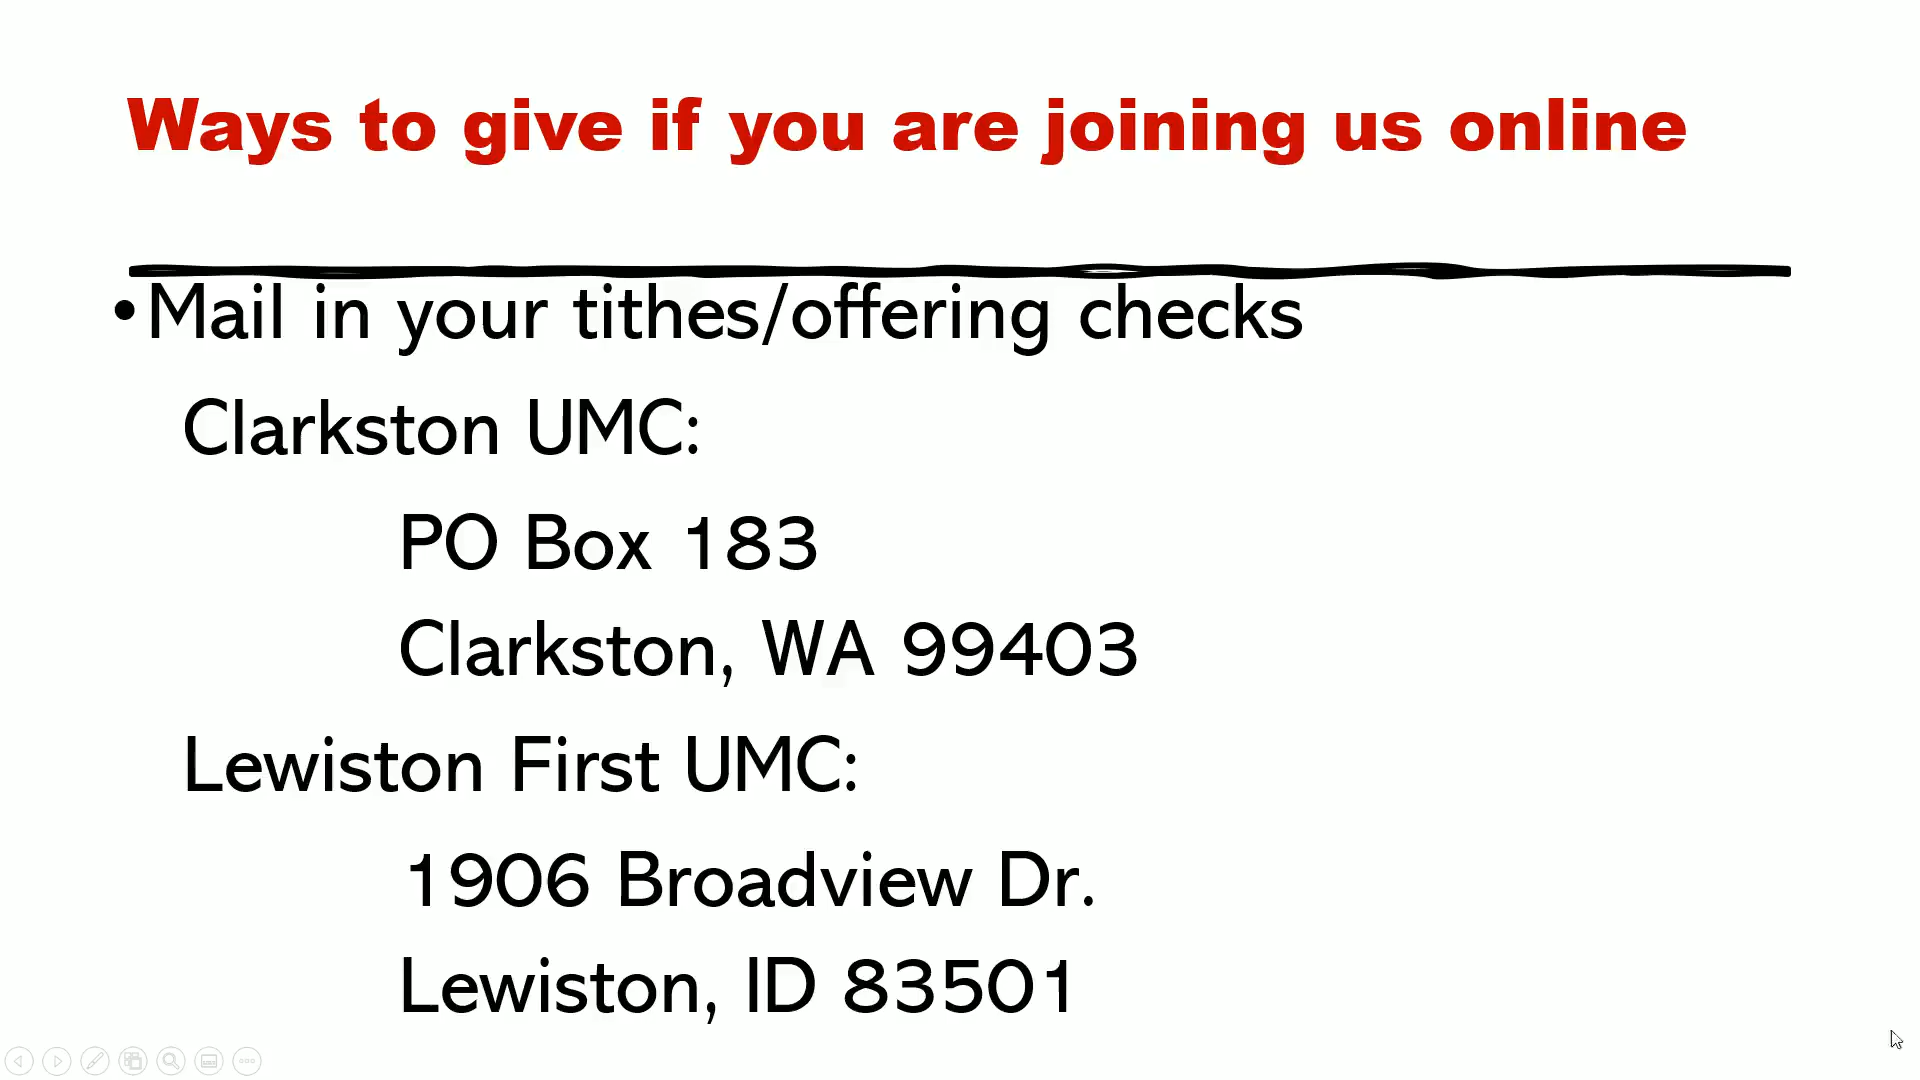 Ways to give if you are joining us online
•Mail in your tithes/offering checks
Clarkston UMC:
PO Box 183
Clarkston, WA 99403
Lewiston First UMC:
1906 Broadview Dr.
Lewiston, ID 83501